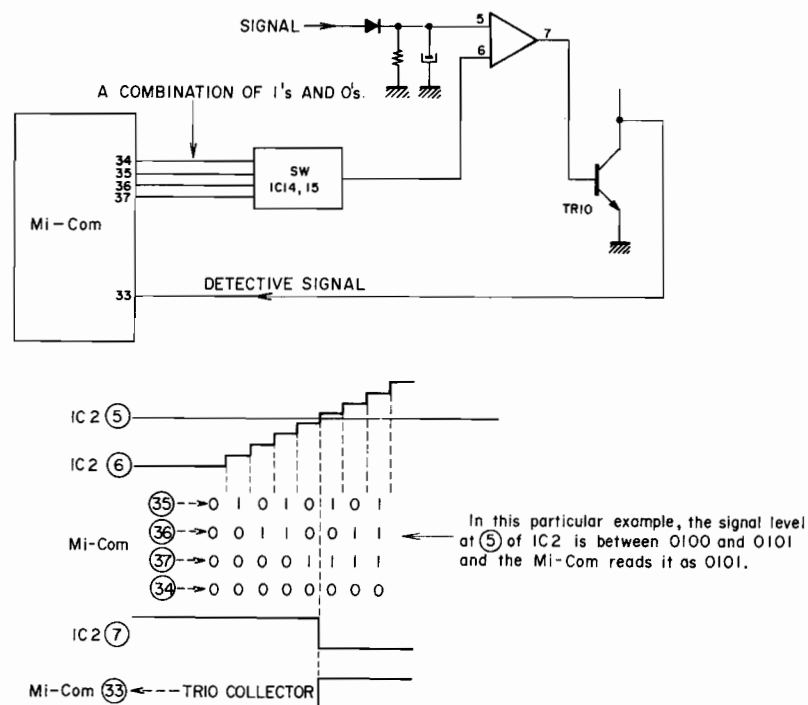 SIGNAL
5
6
7
A COMBINATION OF 1's AND 0's.
34
35
36
37
SW
IC14, 15
Mi-Com
TR10
33
DETECTIVE SIGNAL
IC 2 ⑤
IC 2 ⑥
㉟ 0 1 0 1 0 1 0 1
㊱ 0 0 1 1 0 0 1 1
Mi-Com
㊲ 0 0 0 0 1 1 1 1
㉞ 0 0 0 0 0 0 0 0
In this particular example, the signal level
at ⑤ of IC2 is between 0100 and 0101
and the Mi-Com reads it as 0101.
IC2 ⑦
Mi-Com ㉝ TR10 COLLECTOR